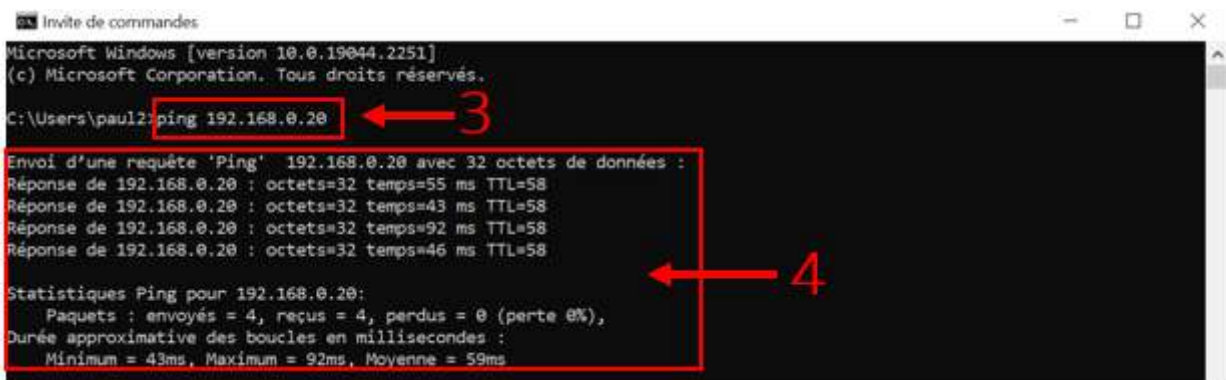 Invite de commandes
Microsoft Windows [version 10.0.19044.2251]
(c) Microsoft Corporation. Tous droits réservés.
C:\Users\paul2>ping 192.168.0.20
3
Envoi d'une requête 'Ping'  192.168.0.20 avec 32 octets de données :
Réponse de 192.168.0.20 : octets=32 temps=55 ms TTL=58
Réponse de 192.168.0.20 : octets=32 temps=43 ms TTL=58
Réponse de 192.168.0.20 : octets=32 temps=92 ms TTL=58
Réponse de 192.168.0.20 : octets=32 temps=46 ms TTL=58
4
Statistiques Ping pour 192.168.0.20:
    Paquets : envoyés = 4, reçus = 4, perdus = 0 (perte 0%),
Durée approximative des boucles en millisecondes :
    Minimum = 43ms, Maximum = 92ms, Moyenne = 59ms